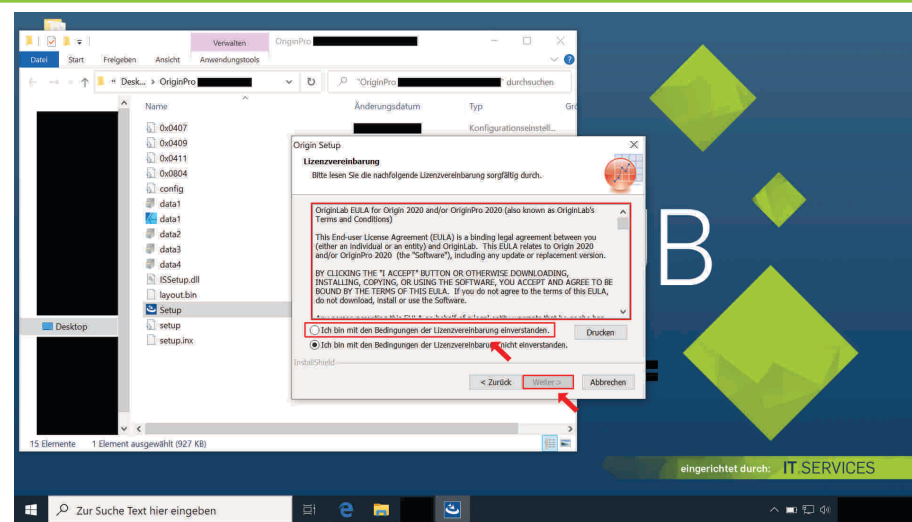 Verwalten
OriginPro
Datei Start Freigeben Ansicht Anwendungstools
« Desk... > OriginPro
"OriginPro " durchsuchen
Name Änderungsdatum Typ Grö
0x0407 Konfigurationseinstell...
0x0409
0x0411
0x0804
config
data1
data1
data2
data3
data4
ISSetup.dll
layout.bin
Setup
setup
setup.inx
Desktop
15 Elemente 1 Element ausgewählt (927 KB)
Origin Setup
Lizenzvereinbarung
Bitte lesen Sie die nachfolgende Lizenzvereinbarung sorgfältig durch.
OriginLab EULA for Origin 2020 and/or OriginPro 2020 (also known as OriginLab's
Terms and Conditions)
This End-user License Agreement (EULA) is a binding legal agreement between you
(either an individual or an entity) and OriginLab. This EULA relates to Origin 2020
and/or OriginPro 2020 (the "Software"), including any update or replacement version.
BY CLICKING THE "I ACCEPT" BUTTON OR OTHERWISE DOWNLOADING,
INSTALLING, COPYING, OR USING THE SOFTWARE, YOU ACCEPT AND AGREE TO BE
BOUND BY THE TERMS OF THIS EULA. If you do not agree to the terms of this EULA,
do not download, install or use the Software.
Ich bin mit den Bedingungen der Lizenzvereinbarung einverstanden.
Drucken
Ich bin mit den Bedingungen der Lizenzvereinbarung nicht einverstanden.
InstallShield
< Zurück Weiter > Abbrechen
B
eingerichtet durch: IT.SERVICES
Zur Suche Text hier eingeben